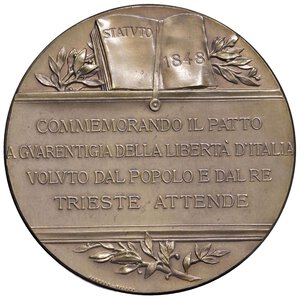 STATVTO
1848
COMMEMORANDO IL PATTO
A GVARENTIGIA DELLA LIBERTÀ D'ITALIA
VOLVTO DAL POPOLO E DAL RE
TRIESTE ATTENDE